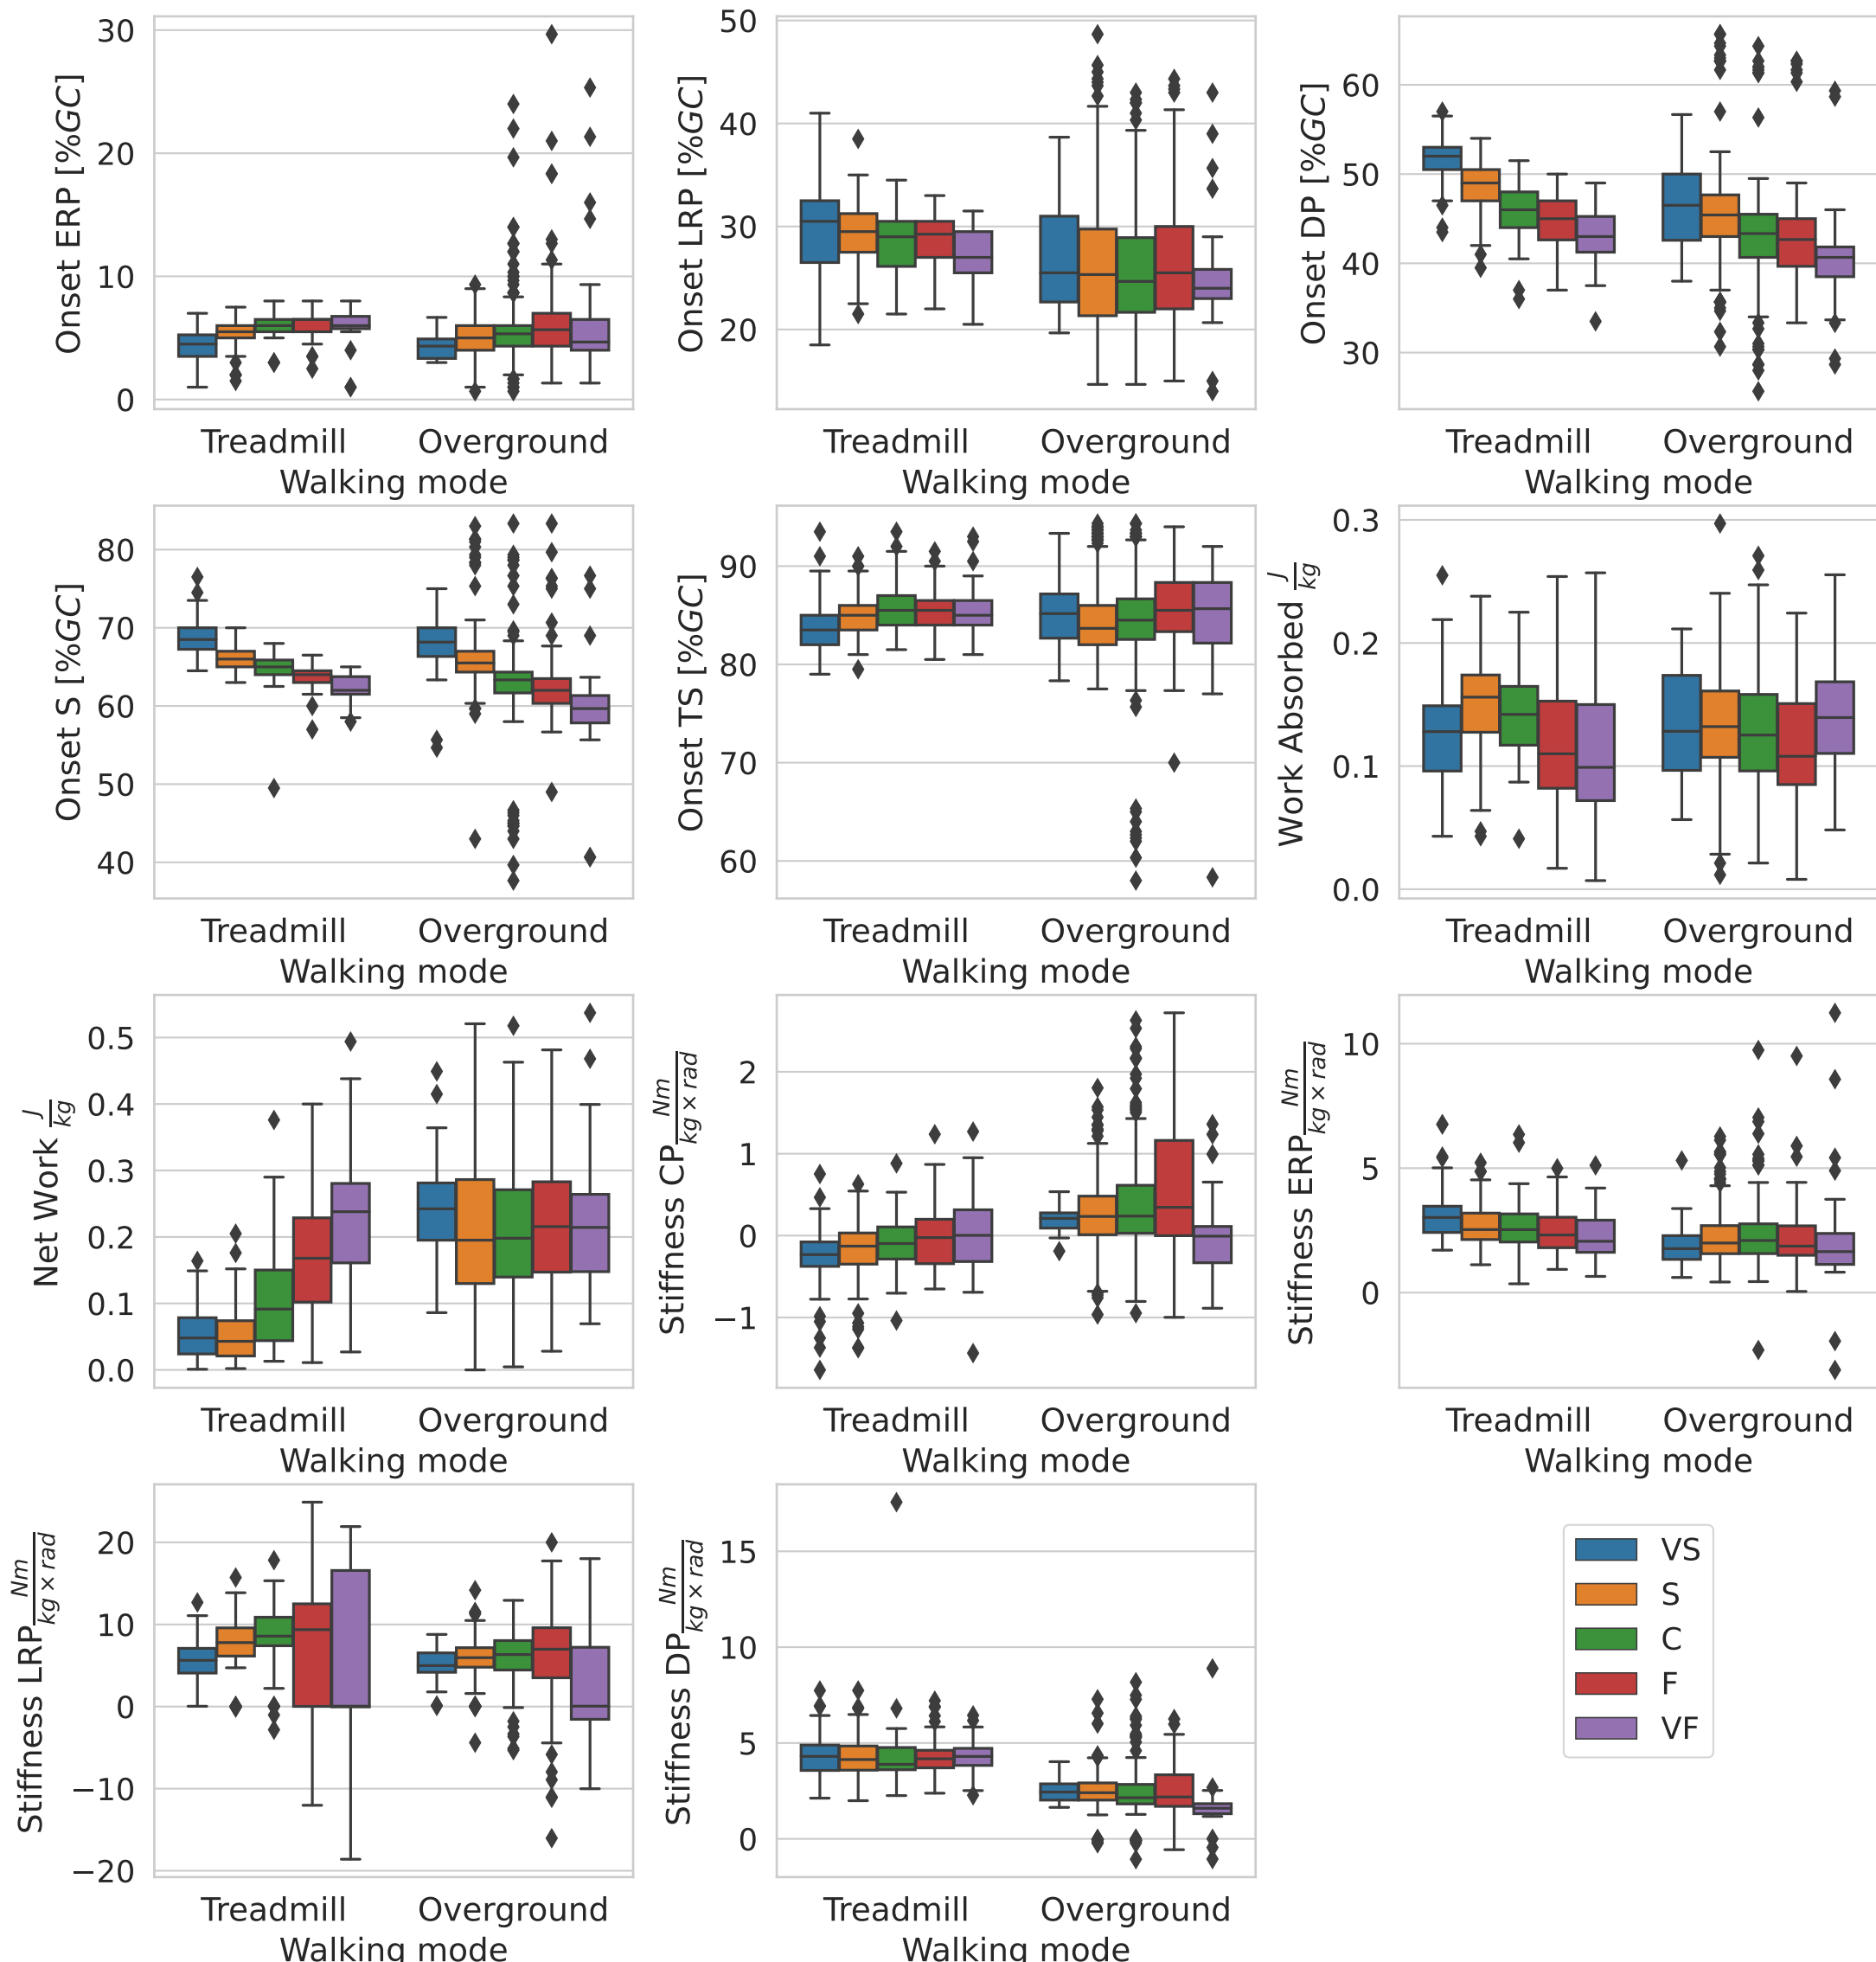 Onset ERP [%GC]
30
20
10
0
Treadmill Overground
Walking mode
Onset LRP [%GC]
50
40
30
20
Treadmill Overground
Walking mode
Onset DP [%GC]
60
50
40
30
Treadmill Overground
Walking mode
Onset S [%GC]
80
70
60
50
40
Treadmill Overground
Walking mode
Onset TS [%GC]
90
80
70
60
Treadmill Overground
Walking mode
Work Absorbed J/kg
0.3
0.2
0.1
0.0
Treadmill Overground
Walking mode
Net Work J/kg
0.5
0.4
0.3
0.2
0.1
0.0
Treadmill Overground
Walking mode
Stiffness CP Nm/kg × rad
2
1
0
−1
Treadmill Overground
Walking mode
Stiffness ERP Nm/kg × rad
10
5
0
Treadmill Overground
Walking mode
Stiffness LRP Nm/kg × rad
20
10
0
−10
−20
Treadmill Overground
Walking mode
Stiffness DP Nm/kg × rad
15
10
5
0
Treadmill Overground
Walking mode
VS
S
C
F
VF